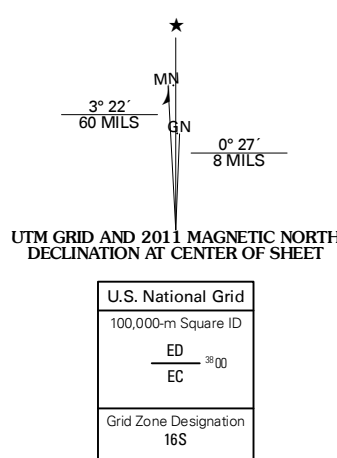 ★
MN
3° 22´
60 MILS
GN
0° 27´
8 MILS
UTM GRID AND 2011 MAGNETIC NORTH
DECLINATION AT CENTER OF SHEET
U.S. National Grid
100,000-m Square ID
ED
3800
EC
Grid Zone Designation
16S